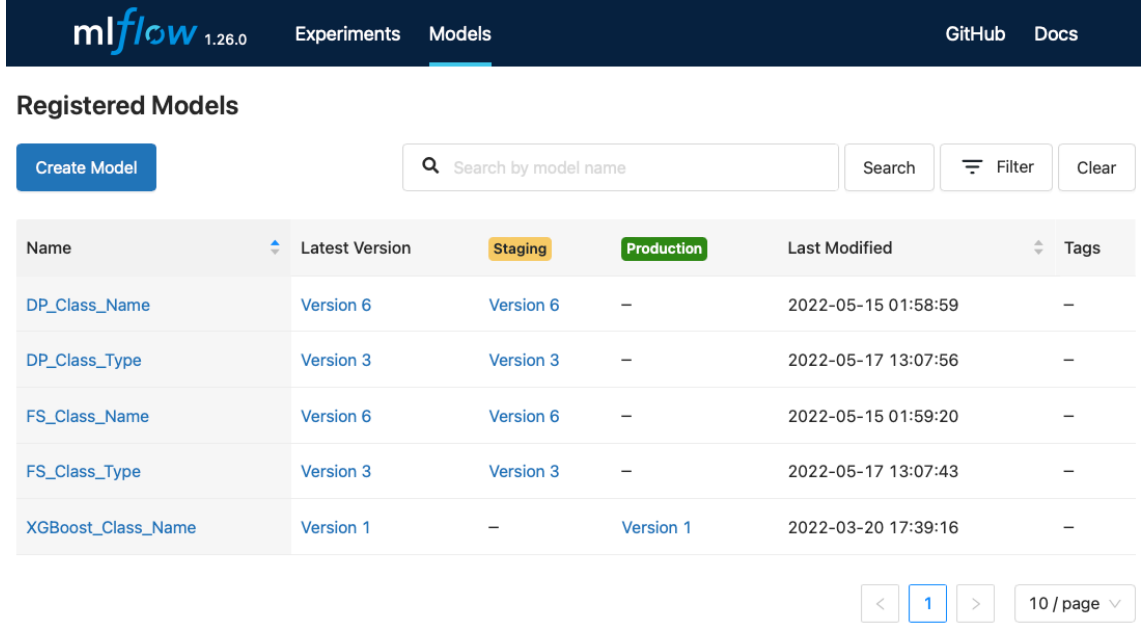 mlflow 1.26.0 Experiments Models GitHub Docs
Registered Models
Create Model Search by model name Search Filter Clear
Name Latest Version Staging Production Last Modified Tags
DP_Class_Name Version 6 Version 6 – 2022-05-15 01:58:59 –
DP_Class_Type Version 3 Version 3 – 2022-05-17 13:07:56 –
FS_Class_Name Version 6 Version 6 – 2022-05-15 01:59:20 –
FS_Class_Type Version 3 Version 3 – 2022-05-17 13:07:43 –
XGBoost_Class_Name Version 1 – Version 1 2022-03-20 17:39:16 –
< 1 > 10 / page